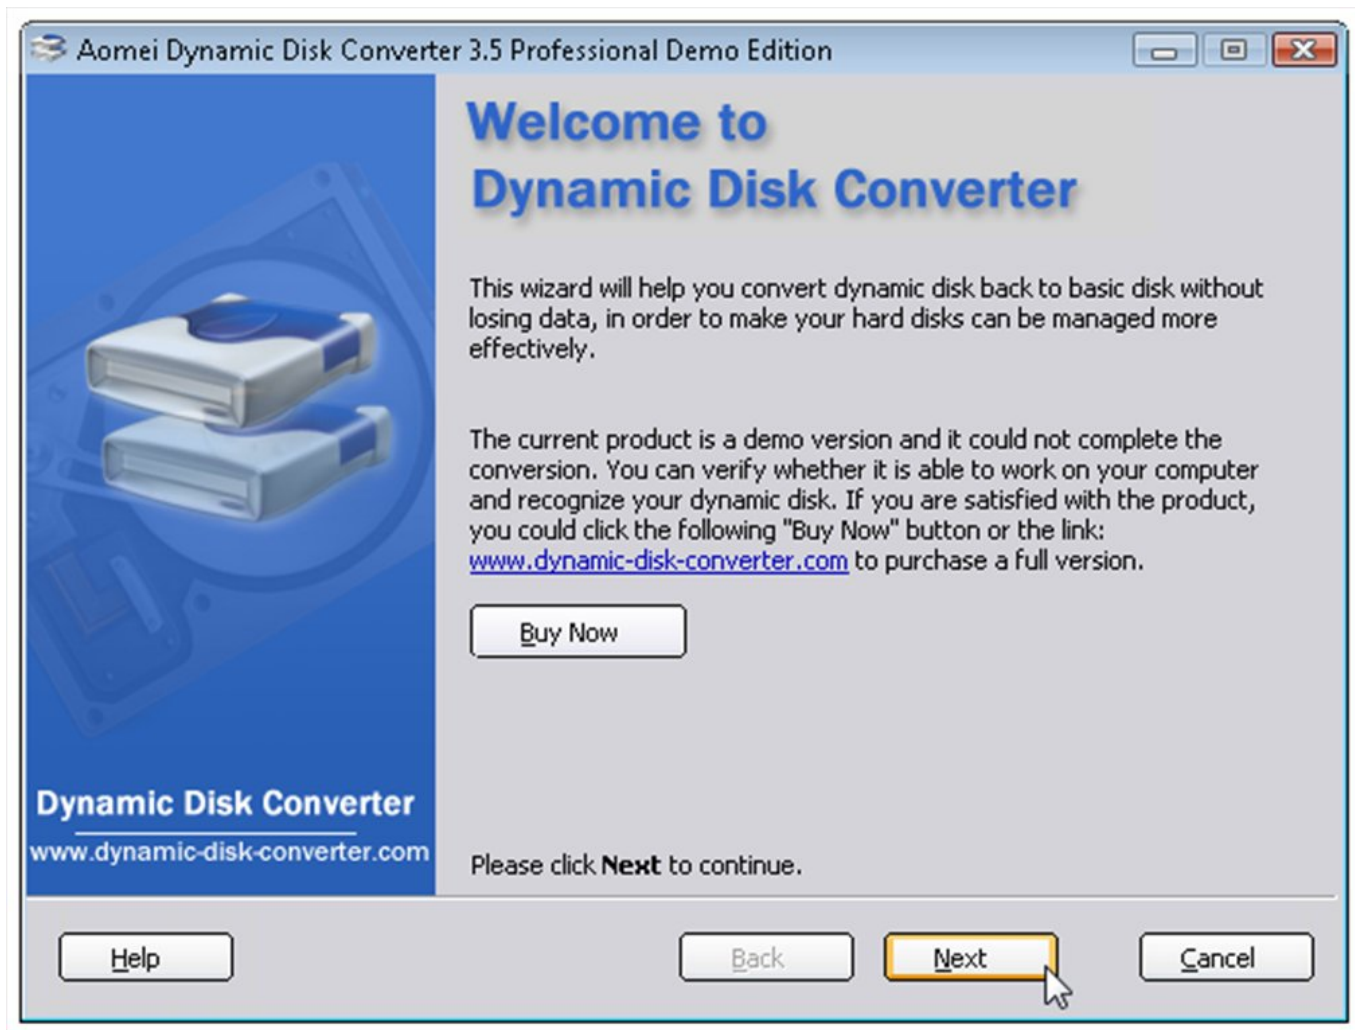 Aomei Dynamic Disk Converter 3.5 Professional Demo Edition
Welcome to
Dynamic Disk Converter
This wizard will help you convert dynamic disk back to basic disk without
losing data, in order to make your hard disks can be managed more
effectively.
The current product is a demo version and it could not complete the
conversion. You can verify whether it is able to work on your computer
and recognize your dynamic disk. If you are satisfied with the product,
you could click the following "Buy Now" button or the link:
www.dynamic-disk-converter.com to purchase a full version.
Buy Now
Dynamic Disk Converter
www.dynamic-disk-converter.com
Please click Next to continue.
Help
Back
Next
Cancel